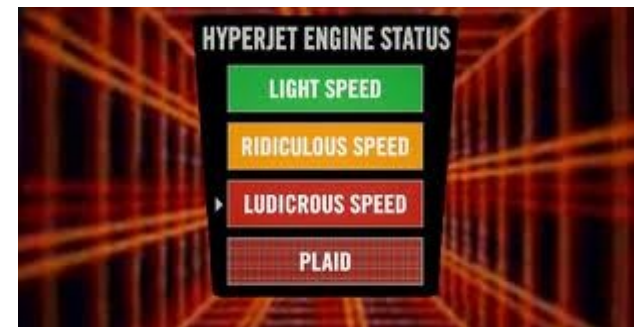 HYPERJET ENGINE STATUS
LIGHT SPEED
RIDICULOUS SPEED
LUDICROUS SPEED
PLAID